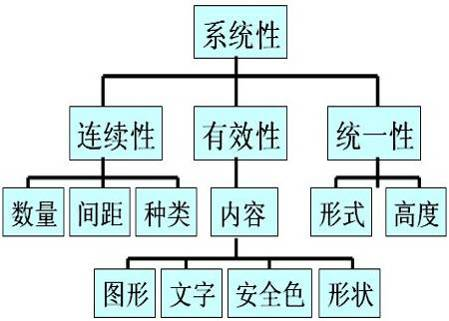 系统性
连续性 有效性 统一性
数量 间距 种类 内容 形式 高度
图形 文字 安全色 形状